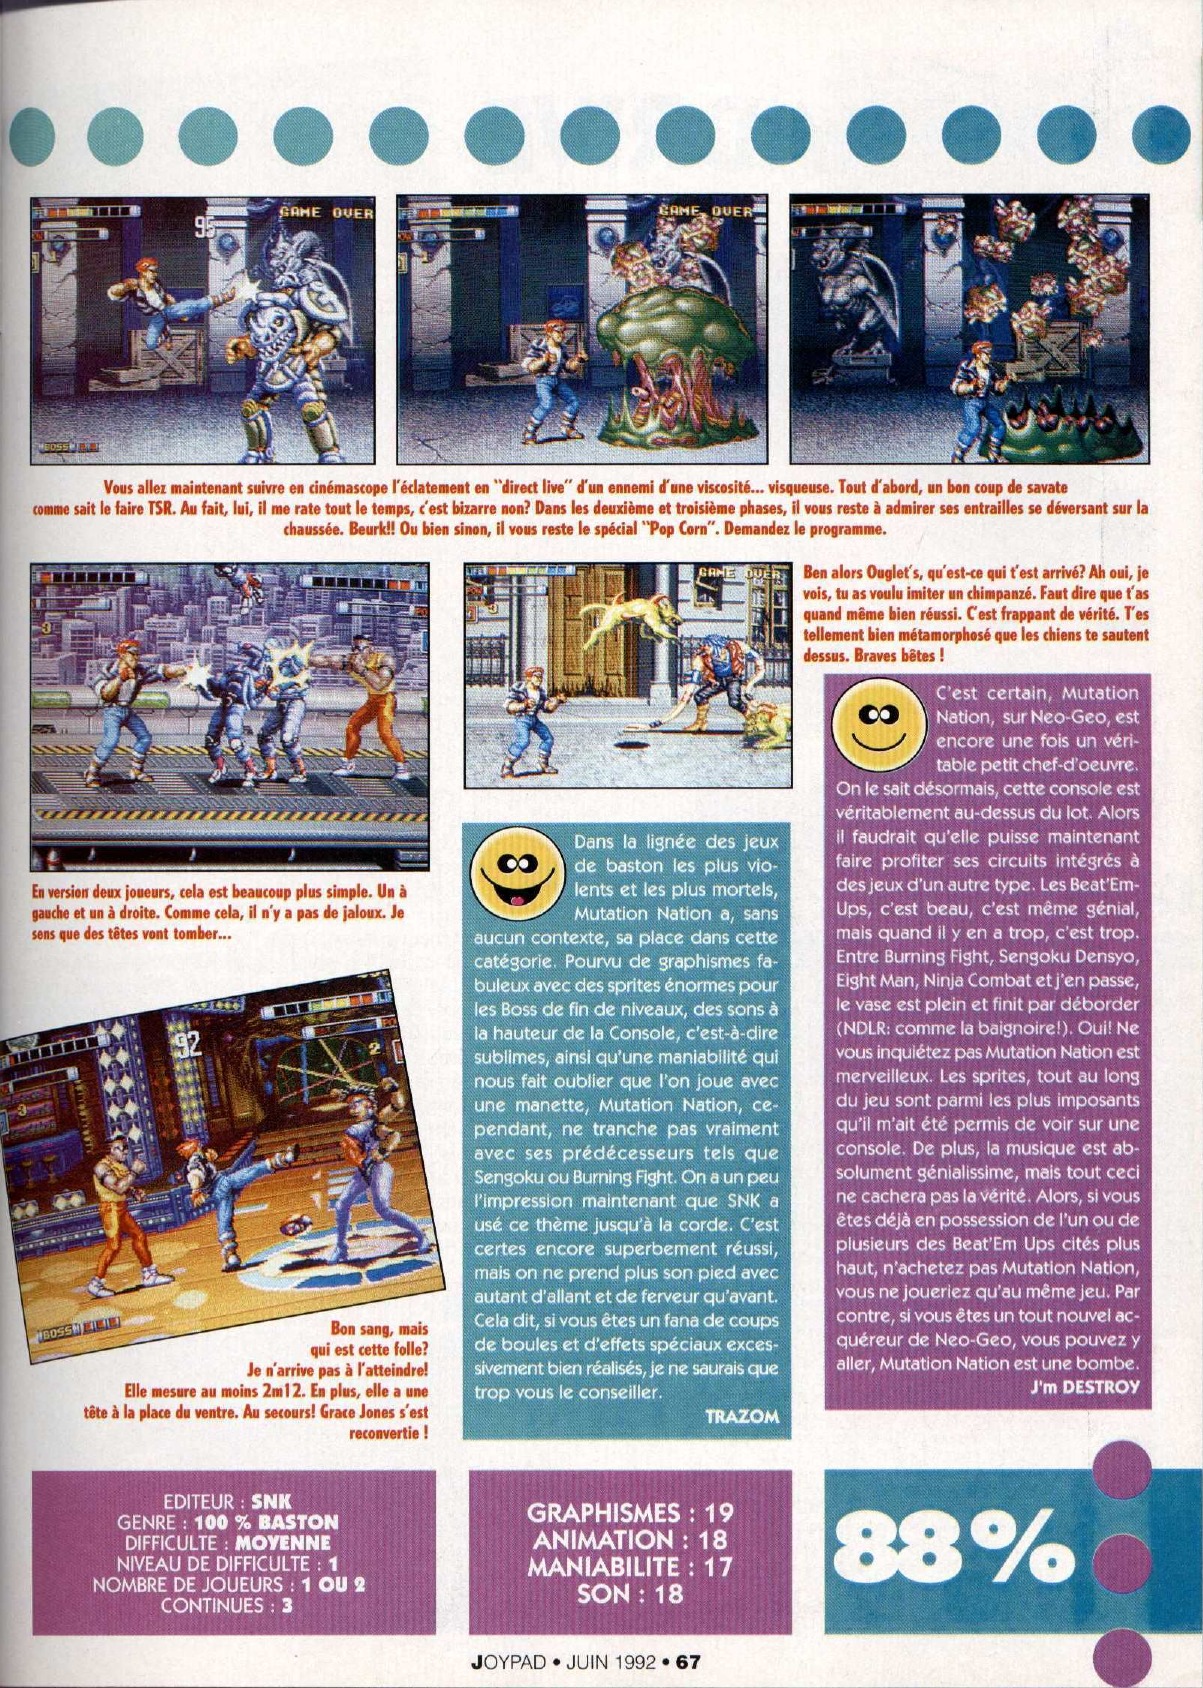 GAME OVER
95
BOSS
GAME OVER
Vous allez maintenant suivre en cinémascope l'éclatement en "direct live" d'un ennemi d'une viscosité... visqueuse. Tout d'abord, un bon coup de savate
comme sait le faire TSR. Au fait, lui, il me rate tout le temps, c'est bizarre non? Dans les deuxième et troisième phases, il vous reste à admirer ses entrailles se déversant sur la
chaussée. Beurk!! Ou bien sinon, il vous reste le spécial "Pop Corn". Demandez le programme.
3
GAME OVER
Ben alors Ouglet's, qu'est-ce qui t'est arrivé? Ah oui, je
vois, tu as voulu imiter un chimpanzé. Faut dire que t'as
quand même bien réussi. C'est frappant de vérité. T'es
tellement bien métamorphosé que les chiens te sautent
dessus. Braves bêtes !
En version deux joueurs, cela est beaucoup plus simple. Un à
gauche et un à droite. Comme cela, il n'y a pas de jaloux. Je
sens que des têtes vont tomber...
92
3
2
BOSS
Bon sang, mais
qui est cette folle?
Je n'arrive pas à l'atteindre!
Elle mesure au moins 2m12. En plus, elle a une
tête à la place du ventre. Au secours! Grace Jones s'est
reconvertie !
Dans la lignée des jeux
de baston les plus vio-
lents et les plus mortels,
Mutation Nation a, sans
aucun contexte, sa place dans cette
catégorie. Pourvu de graphismes fa-
buleux avec des sprites énormes pour
les Boss de fin de niveaux, des sons à
la hauteur de la Console, c'est-à-dire
sublimes, ainsi qu'une maniabilité qui
nous fait oublier que l'on joue avec
une manette, Mutation Nation, ce-
pendant, ne tranche pas vraiment
avec ses prédécesseurs tels que
Sengoku ou Burning Fight. On a un peu
l'impression maintenant que SNK a
usé ce thème jusqu'à la corde. C'est
certes encore superbement réussi,
mais on ne prend plus son pied avec
autant d'allant et de ferveur qu'avant.
Cela dit, si vous êtes un fana de coups
de boules et d'effets spéciaux exces-
sivement bien réalisés, je ne saurais que
trop vous le conseiller.
TRAZOM
C'est certain, Mutation
Nation, sur Neo-Geo, est
encore une fois un véri-
table petit chef-d'oeuvre.
On le sait désormais, cette console est
véritablement au-dessus du lot. Alors
il faudrait qu'elle puisse maintenant
faire profiter ses circuits intégrés à
des jeux d'un autre type. Les Beat'Em-
Ups, c'est beau, c'est même génial,
mais quand il y en a trop, c'est trop.
Entre Burning Fight, Sengoku Densyo,
Eight Man, Ninja Combat et j'en passe,
le vase est plein et finit par déborder
(NDLR: comme la baignoire!). Oui! Ne
vous inquiétez pas Mutation Nation est
merveilleux. Les sprites, tout au long
du jeu sont parmi les plus imposants
qu'il m'ait été permis de voir sur une
console. De plus, la musique est ab-
solument génialissime, mais tout ceci
ne cachera pas la vérité. Alors, si vous
êtes déjà en possession de l'un ou de
plusieurs des Beat'Em Ups cités plus
haut, n'achetez pas Mutation Nation,
vous ne joueriez qu'au même jeu. Par
contre, si vous êtes un tout nouvel ac-
quéreur de Neo-Geo, vous pouvez y
aller, Mutation Nation est une bombe.
J'm DESTROY
EDITEUR : SNK
GENRE : 100 % BASTON
DIFFICULTE : MOYENNE
NIVEAU DE DIFFICULTE : 1
NOMBRE DE JOUEURS : 1 OU 2
CONTINUES : 3
GRAPHISMES : 19
ANIMATION : 18
MANIABILITE : 17
SON : 18
88%
JOYPAD • JUIN 1992 • 67